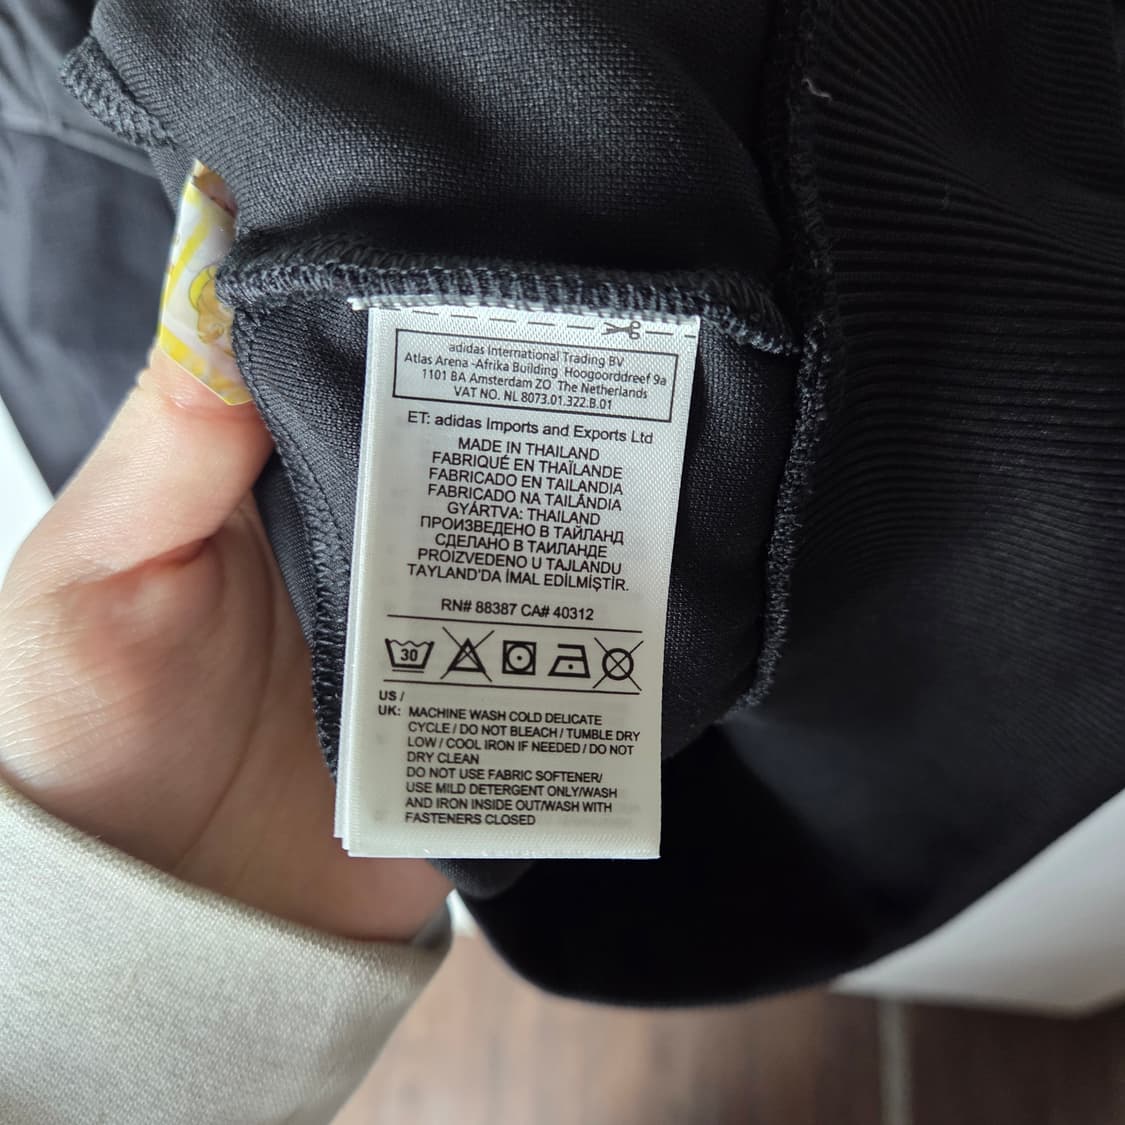 adidas International Trading BV
Atlas Arena -Afrika Building Hoogoorddreef 9a
1101 BA Amsterdam ZO The Netherlands
VAT NO. NL 8073.01.322.B.01
ET: adidas Imports and Exports Ltd
MADE IN THAILAND
FABRIQUÉ EN THAÏLANDE
FABRICADO EN TAILANDIA
FABRICADO NA TAILÂNDIA
GYÁRTVA: THAILAND
ПРОИЗВЕДЕНО В ТАЙЛАНД
СДЕЛАНО В ТАИЛАНДЕ
PROIZVEDENO U TAJLANDU
TAYLAND'DA İMAL EDİLMİŞTİR.
RN# 88387 CA# 40312
30
US /
UK: MACHINE WASH COLD DELICATE
CYCLE / DO NOT BLEACH / TUMBLE DRY
LOW / COOL IRON IF NEEDED / DO NOT
DRY CLEAN
DO NOT USE FABRIC SOFTENER/
USE MILD DETERGENT ONLY/WASH
AND IRON INSIDE OUT/WASH WITH
FASTENERS CLOSED